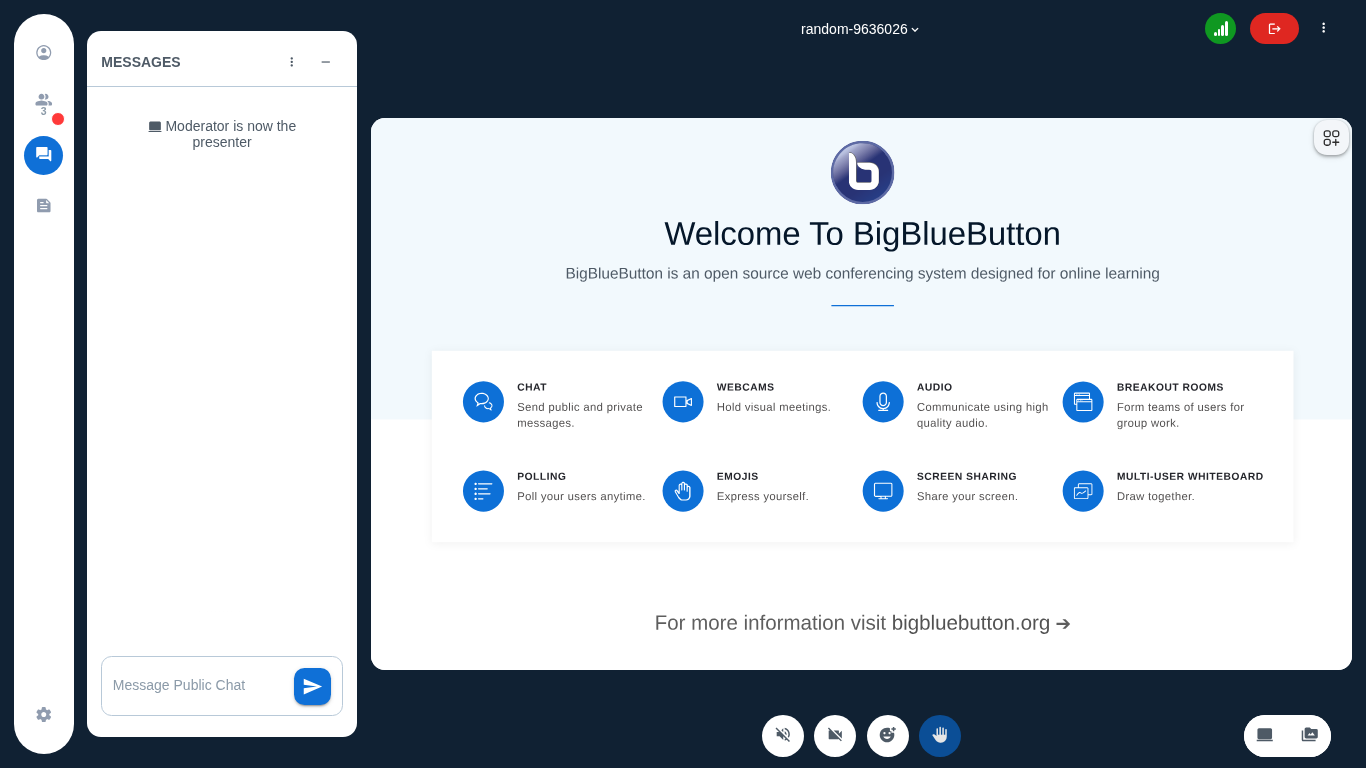 random-9636026
3
MESSAGES
Moderator is now the
presenter
Message Public Chat
Welcome To BigBlueButton
BigBlueButton is an open source web conferencing system designed for online learning
CHAT
Send public and private
messages.
WEBCAMS
Hold visual meetings.
AUDIO
Communicate using high
quality audio.
BREAKOUT ROOMS
Form teams of users for
group work.
POLLING
Poll your users anytime.
EMOJIS
Express yourself.
SCREEN SHARING
Share your screen.
MULTI-USER WHITEBOARD
Draw together.
For more information visit bigbluebutton.org ➔